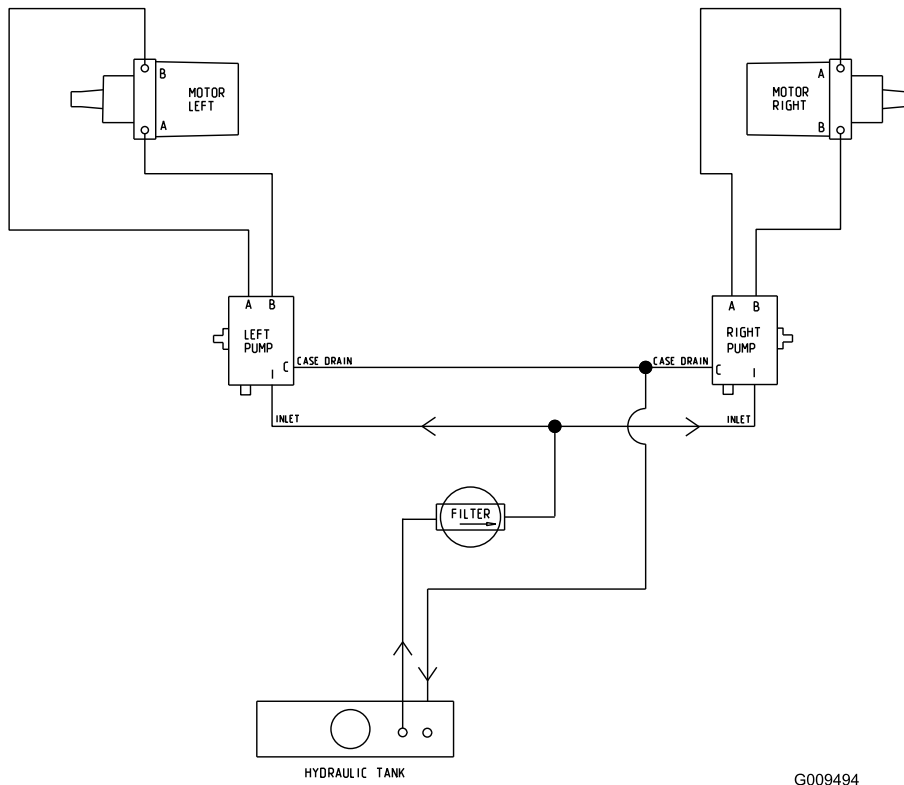 B
MOTOR
LEFT
A
A
MOTOR
RIGHT
B
A B
LEFT
PUMP
C
I
CASE DRAIN
INLET
A B
RIGHT
PUMP
C
I
CASE DRAIN
INLET
FILTER
HYDRAULIC TANK
G009494